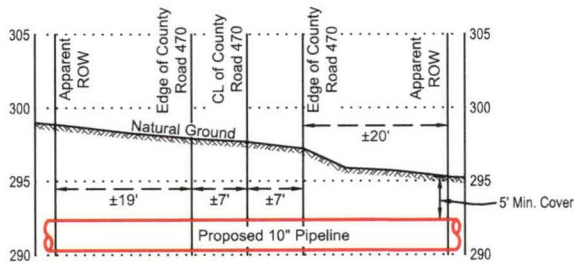 305
Apparent
ROW
Edge of County
Road 470
CL of County
Road 470
Edge of County
Road 470
Apparent
ROW
305
300
300
Natural Ground
±20'
295
295
±19'
±7'
±7'
5' Min. Cover
Proposed 10" Pipeline
290
290